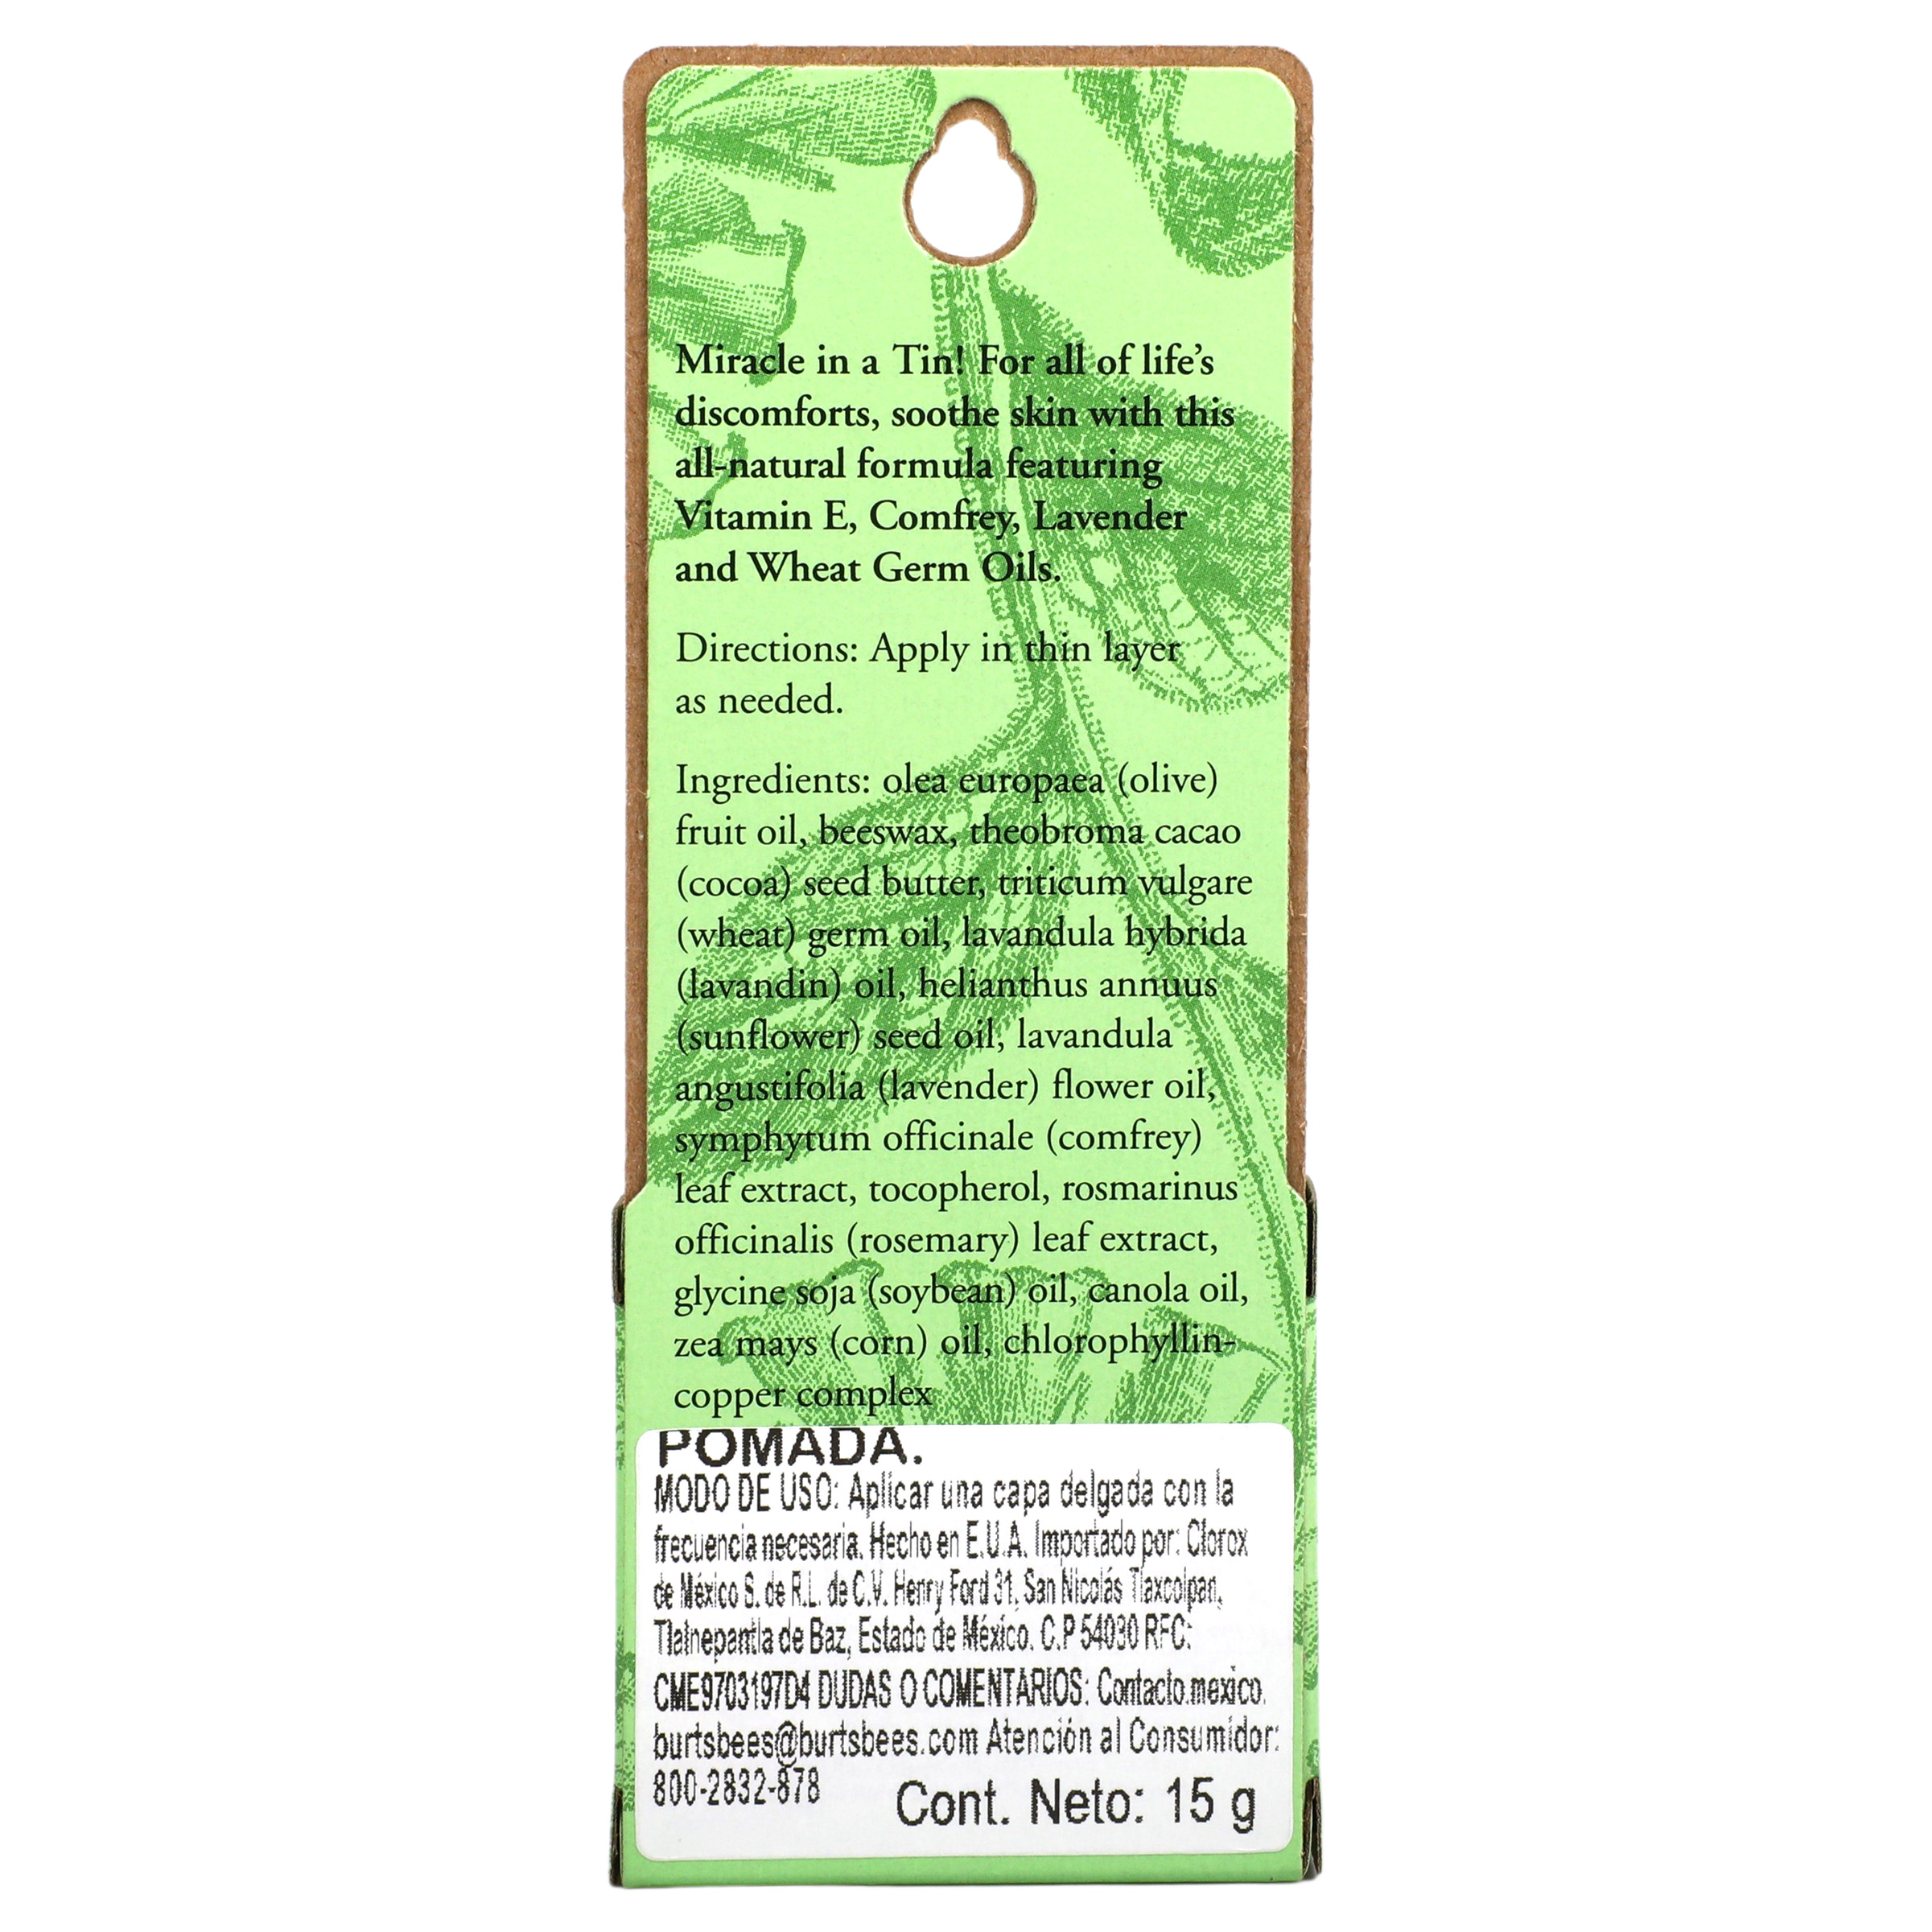 Miracle in a Tin! For all of life’s
discomforts, soothe skin with this
all-natural formula featuring
Vitamin E, Comfrey, Lavender
and Wheat Germ Oils.
Directions: Apply in thin layer
as needed.
Ingredients: olea europaea (olive)
fruit oil, beeswax, theobroma cacao
(cocoa) seed butter, triticum vulgare
(wheat) germ oil, lavandula hybrida
(lavandin) oil, helianthus annuus
(sunflower) seed oil, lavandula
angustifolia (lavender) flower oil,
symphytum officinale (comfrey)
leaf extract, tocopherol, rosmarinus
officinalis (rosemary) leaf extract,
glycine soja (soybean) oil, canola oil,
zea mays (corn) oil, chlorophyllin-
copper complex
POMADA.
MODO DE USO: Aplicar una capa delgada con la
frecuencia necesaria. Hecho en E.U.A. Importado por: Clorox
de México S. de R.L. de C.V. Henry Ford 31, San Nicolás Tlaxcolpan,
Tlalnepantla de Baz, Estado de México. C.P 54030 RFC:
CME9703197D4 DUDAS O COMENTARIOS: Contacto.mexico.
burtsbees@burtsbees.com Atención al Consumidor:
800-2832-878
Cont. Neto: 15 g